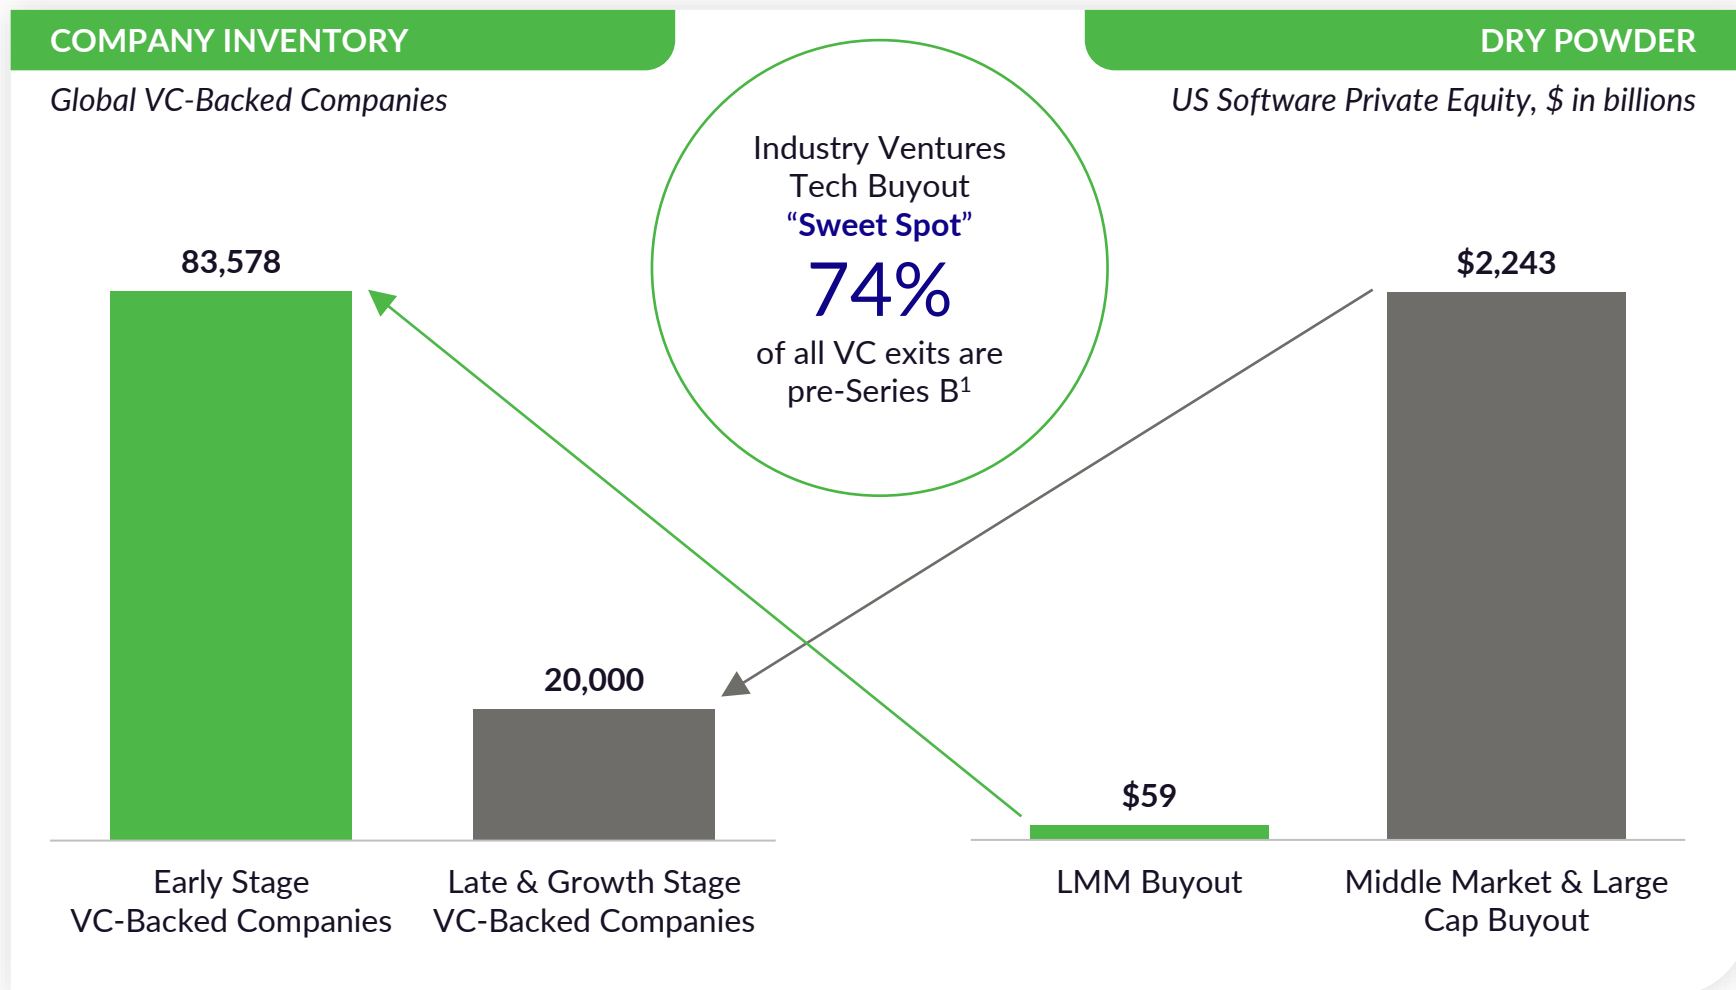 COMPANY INVENTORY
Global VC-Backed Companies
DRY POWDER
US Software Private Equity, $ in billions
Industry Ventures
Tech Buyout
“Sweet Spot”
74%
of all VC exits are
pre-Series B¹
83,578
20,000
Early Stage
VC-Backed Companies
Late & Growth Stage
VC-Backed Companies
$59
$2,243
LMM Buyout
Middle Market & Large
Cap Buyout